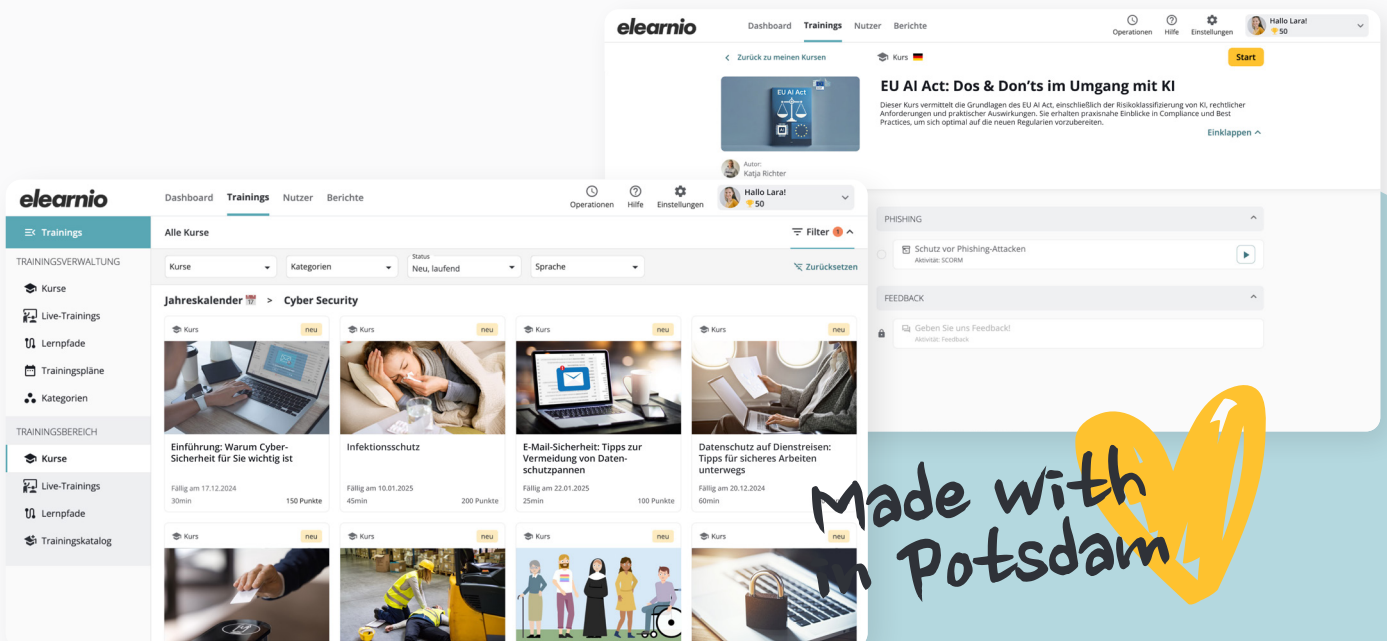 elearnio
Dashboard Trainings Nutzer Berichte
Operationen Hilfe Einstellungen
Hallo Lara!
50
Zurück zu meinen Kursen
Kurs
Start
EU AI Act
EU AI Act: Dos & Don'ts im Umgang mit KI
Dieser Kurs vermittelt die Grundlagen des EU AI Act, einschließlich der Risikoklassifizierung von KI, rechtlicher
Anforderungen und praktischer Auswirkungen. Sie erhalten praxisnahe Einblicke in Compliance und Best
Practices, um sich optimal auf die neuen Regularien vorzubereiten.
Einklappen
Autor:
Katja Richter
PHISHING
Schutz vor Phishing-Attacken
Aktivität: SCORM
FEEDBACK
Geben Sie uns Feedback!
Aktivität: Feedback
elearnio
Dashboard Trainings Nutzer Berichte
Operationen Hilfe Einstellungen
Hallo Lara!
50
Trainings
TRAININGSVERWALTUNG
Kurse
Live-Trainings
Lernpfade
Trainingspläne
Kategorien
TRAININGSBEREICH
Kurse
Live-Trainings
Lernpfade
Trainingskatalog
Alle Kurse
Filter 1
Kurse
Kategorien
Status
Neu, laufend
Sprache
Zurücksetzen
Jahreskalender > Cyber Security
Kurs neu
Einführung: Warum Cyber-
Sicherheit für Sie wichtig ist
Fällig am 17.12.2024
30min 150 Punkte
Kurs neu
Infektionsschutz
Fällig am 10.01.2025
45min 200 Punkte
Kurs neu
E-Mail-Sicherheit: Tipps zur
Vermeidung von Daten-
schutzpannen
Fällig am 22.01.2025
25min 100 Punkte
Kurs neu
Datenschutz auf Dienstreisen:
Tipps für sicheres Arbeiten
unterwegs
Fällig am 20.12.2024
60min
Kurs neu
Kurs neu
Kurs neu
Kurs neu
Made with
in Potsdam